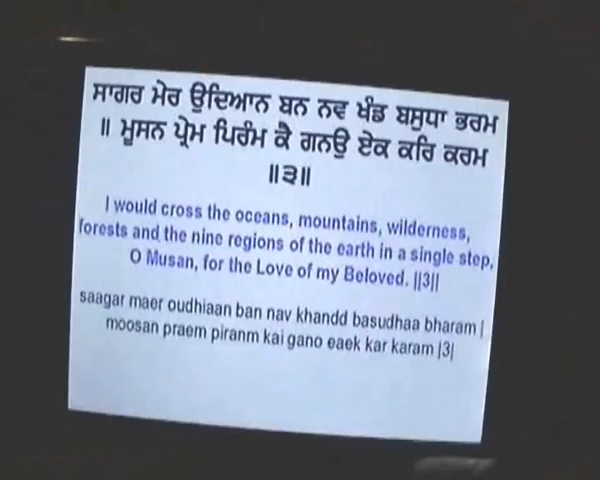 ਸਾਗਰ ਮੇਰ ਉਦਿਆਨ ਬਨ ਨਵ ਖੰਡ ਬਸੁਧਾ ਭਰਮ
॥ ਮੂਸਨ ਪ੍ਰੇਮ ਪਿਰੰਮ ਕੈ ਗਨਉ ਏਕ ਕਰਿ ਕਰਮ
॥੩॥
I would cross the oceans, mountains, wilderness,
forests and the nine regions of the earth in a single step,
O Musan, for the Love of my Beloved. ||3||
saagar maer oudhiaan ban nav khandd basudhaa bharam |
moosan praem piranm kai gano eaek kar karam |3|